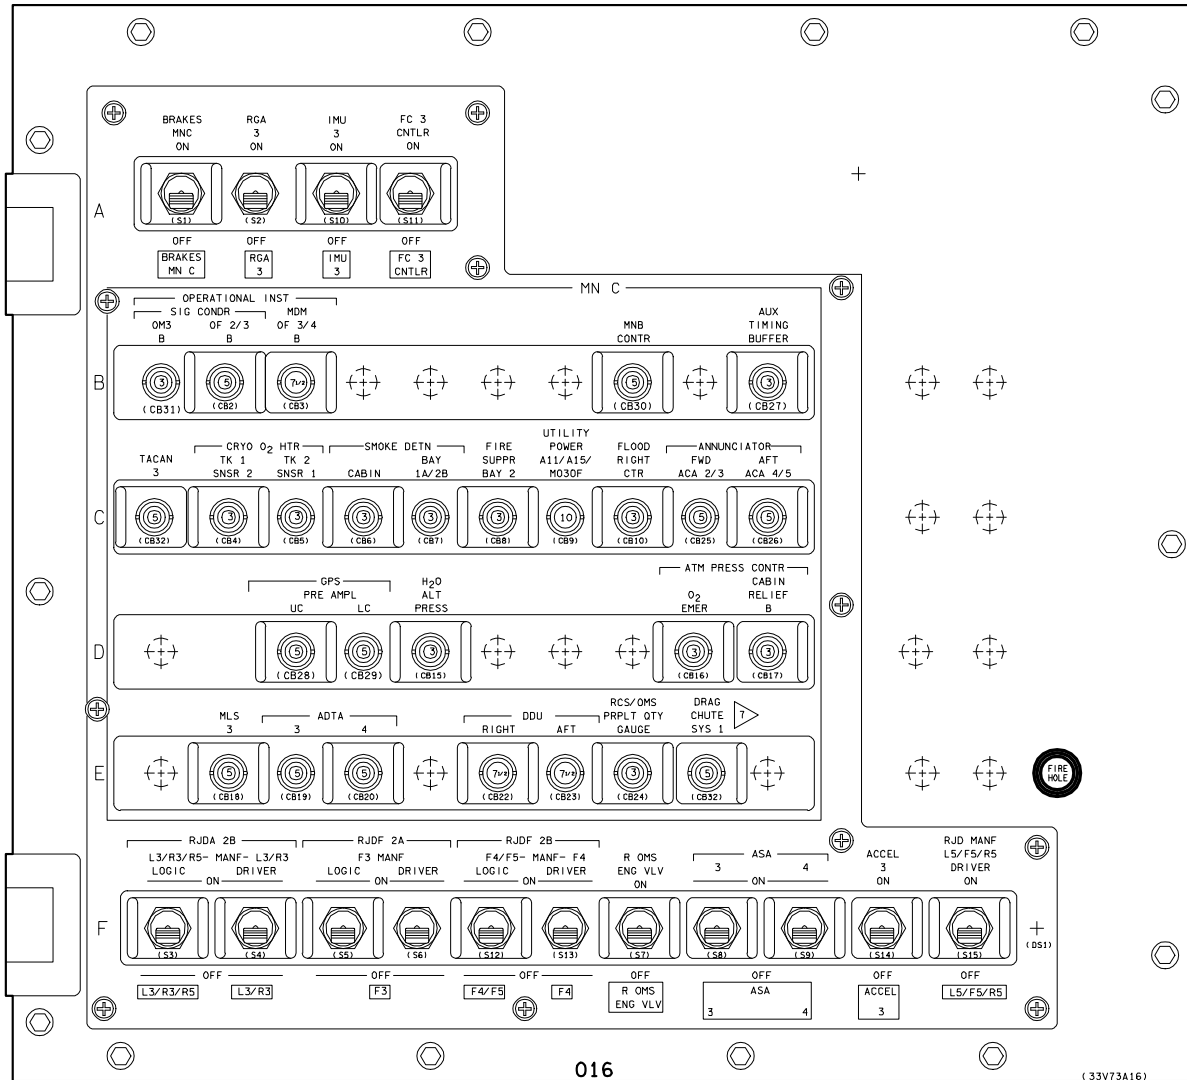 BRAKES RGA IMU FC 3
MNC 3 3 CNTLR
ON ON ON ON
A
(S1) (S2) (S10) (S11)
OFF OFF OFF OFF
BRAKES RGA IMU FC 3
MN C 3 3 CNTLR
MN C
OPERATIONAL INST
SIG CONDR MDM AUX
OM3 OF 2/3 OF 3/4 MNB TIMING
B B B CONTR BUFFER
B 3 5 7 1/2 5 3
(CB31) (CB2) (CB3) (CB30) (CB27)
UTILITY
CRYO O2 HTR SMOKE DETN FIRE POWER FLOOD ANNUNCIATOR
TACAN TK 1 TK 2 BAY SUPPR A11/A15/ RIGHT FWD AFT
3 SNSR 2 SNSR 1 CABIN 1A/2B BAY 2 MO30F CTR ACA 2/3 ACA 4/5
C 5 3 3 3 3 3 10 3 5 5
(CB32) (CB4) (CB5) (CB6) (CB7) (CB8) (CB9) (CB10) (CB25) (CB26)
ATM PRESS CONTR
GPS H2O CABIN
PRE AMPL ALT O2 RELIEF
UC LC PRESS EMER B
D 5 5 3 3 3
(CB28) (CB29) (CB15) (CB16) (CB17)
RCS/OMS DRAG
MLS ADTA DDU PRPLT QTY CHUTE 7
3 3 4 RIGHT AFT GAUGE SYS 1
E 5 5 5 7 1/2 7 1/2 3 5 FIRE
HOLE
(CB18) (CB19) (CB20) (CB22) (CB23) (CB24) (CB32)
RJDA 2B RJDF 2A RJDF 2B RJD MANF
L3/R3/R5- MANF- L3/R3 F3 MANF F4/F5- MANF- F4 R OMS ASA ACCEL L5/F5/R5
LOGIC DRIVER LOGIC DRIVER LOGIC DRIVER ENG VLV 3 4 3 DRIVER
ON ON ON ON ON ON ON
F
(S3) (S4) (S5) (S6) (S12) (S13) (S7) (S8) (S9) (S14) (S15) (DS1)
OFF OFF OFF OFF OFF OFF OFF
L3/R3/R5 L3/R3 F3 F4/F5 F4 R OMS ASA ACCEL L5/F5/R5
ENG VLV 3 4 3
016
(33V73A16)